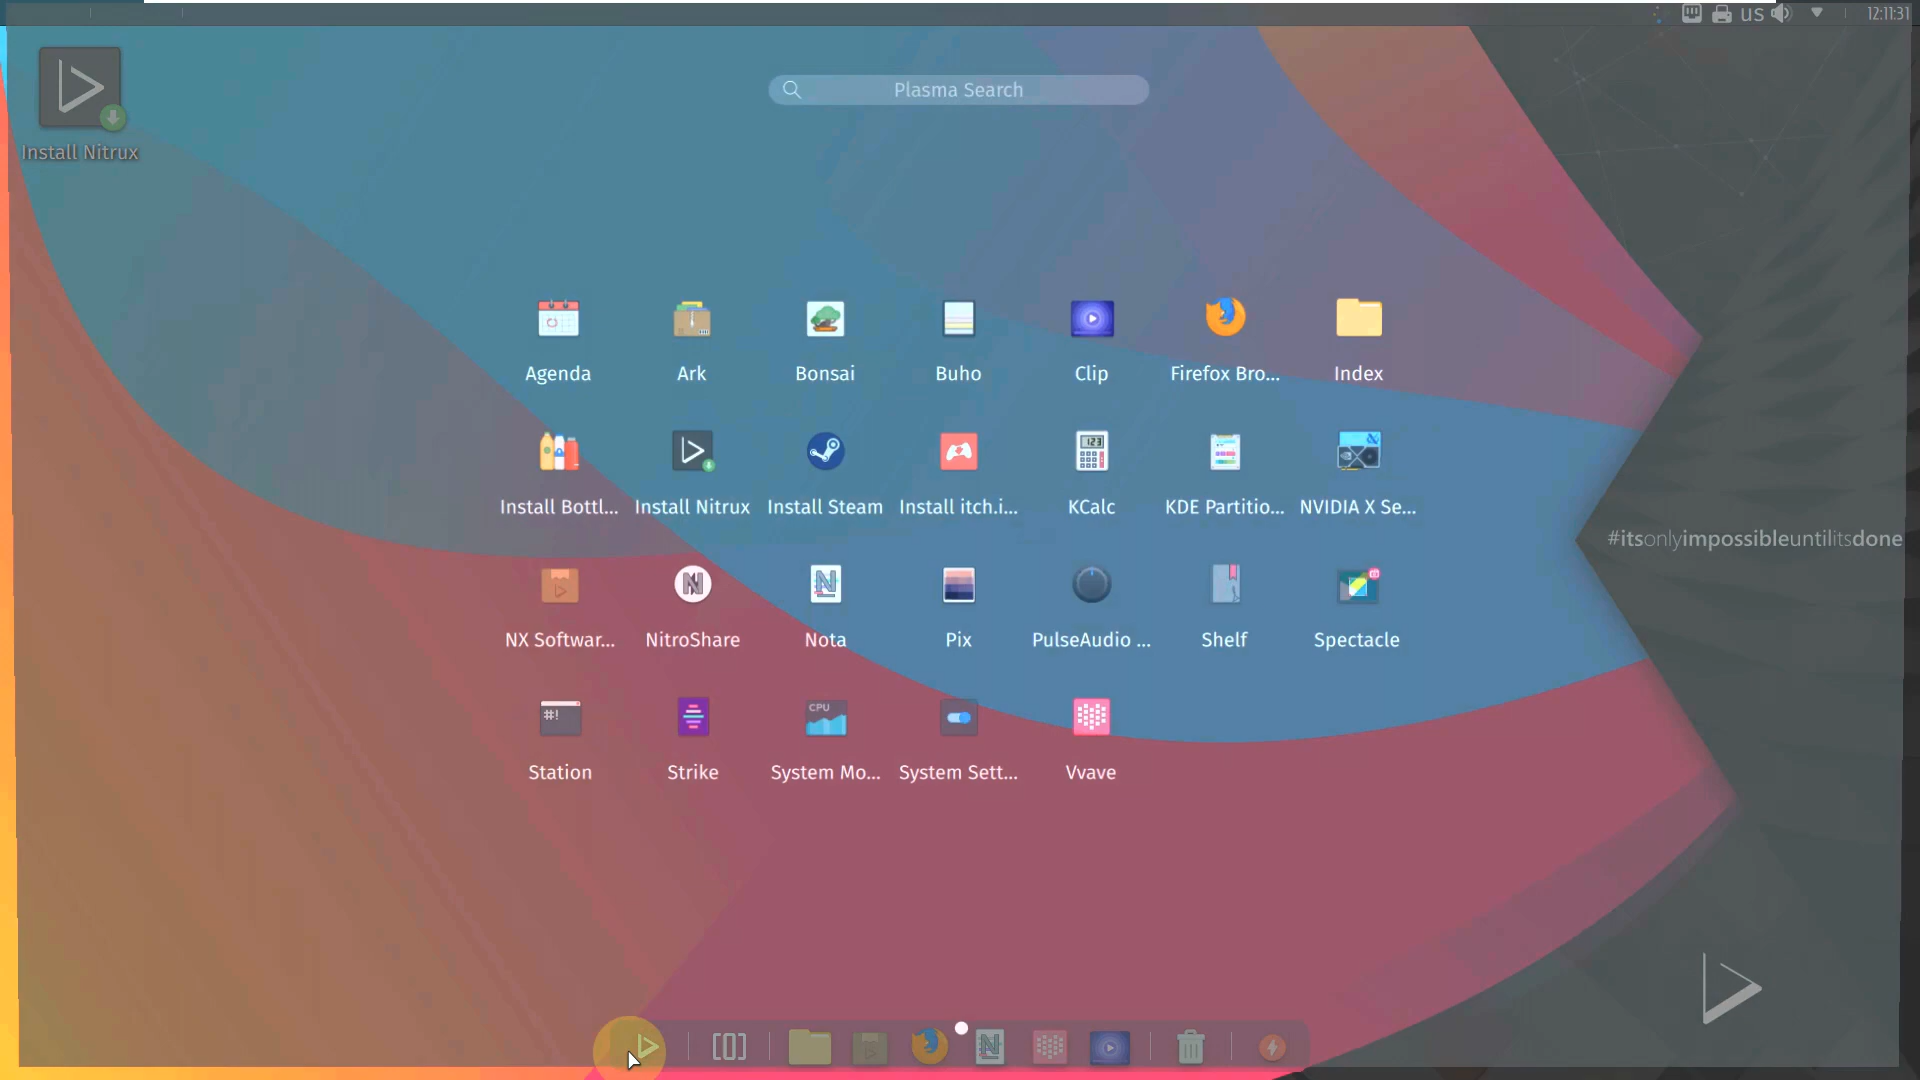 us 12:11:31
Plasma Search
Install Nitrux
Agenda Ark Bonsai Buho Clip Firefox Bro... Index
Install Bottl... Install Nitrux Install Steam Install itch.i... KCalc KDE Partitio... NVIDIA X Se...
#itsonlyimpossibleuntilitsdone
NX Softwar... NitroShare Nota Pix PulseAudio ... Shelf Spectacle
Station Strike System Mo... System Sett... Vvave